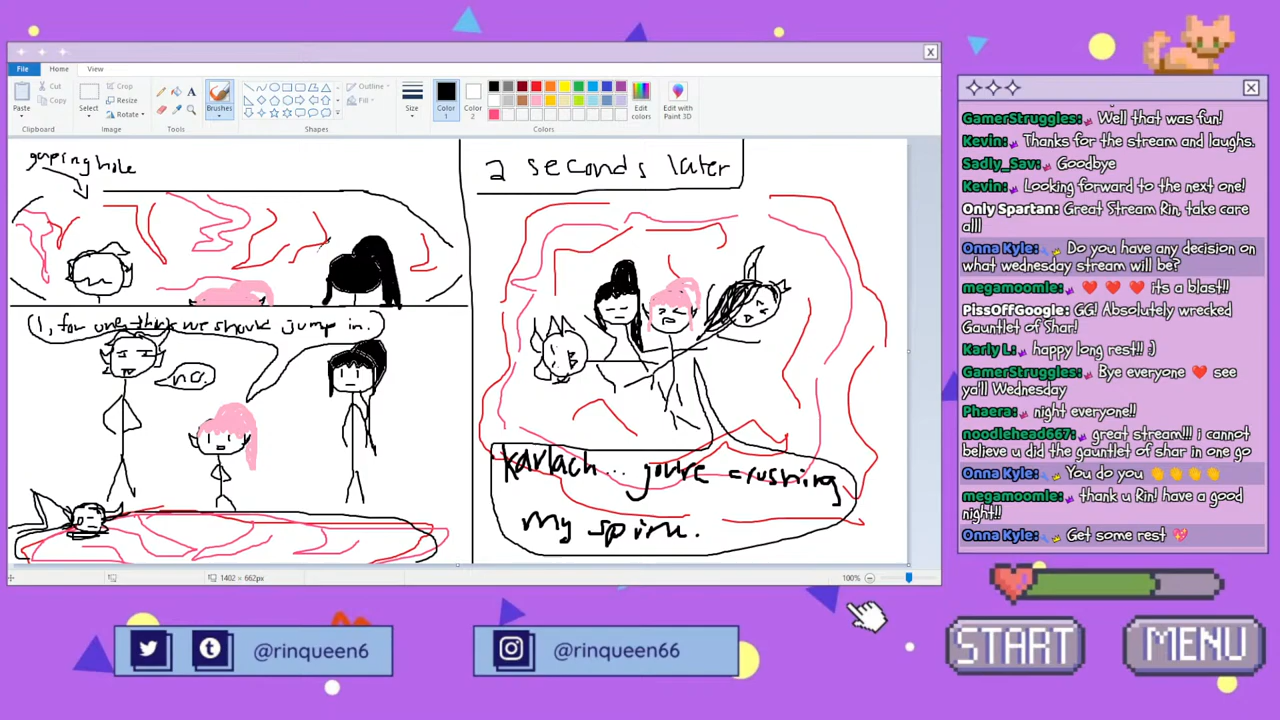 File
Home
View
Paste
Cut
Copy
Clipboard
Select
Crop
Resize
Rotate
Image
Tools
Brushes
Shapes
Outline
Fill
Size
Color 1
Color 2
Edit colors
Edit with Paint 3D
Colors
gaping hole
I, for one, think we should jump in.
no.
2 seconds later
Karlach... you're crushing
my spine.
1402 × 662px
100%
GamerStruggles: Well that was fun!
Kevin: Thanks for the stream and laughs.
Sadly_Sav: Goodbye
Kevin: Looking forward to the next one!
Only Spartan: Great Stream Rin, take care
alll
Onna Kyle: Do you have any decision on
what wednesday stream will be?
megamoomle: ❤️ ❤️ ❤️ its a blast!!
PissOffGoogle: GG! Absolutely wrecked
Gauntlet of Shar!
Karly L: happy long rest!! :)
GamerStruggles: Bye everyone ❤️ see
ya'll Wednesday
Phaera: night everyone!!
noodlehead667: great stream!!! i cannot
believe u did the gauntlet of shar in one go
Onna Kyle: You do you 👏👏👏👏
megamoomle: thank u Rin! have a good
night!!
Onna Kyle: Get some rest 💖
START
MENU
@rinqueen6
@rinqueen66